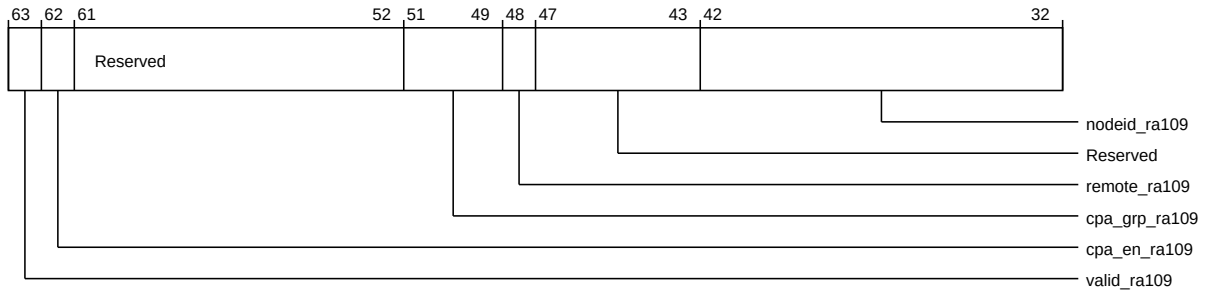 63 62 61 52 51 49 48 47 43 42 32
Reserved
nodeid_ra109
Reserved
remote_ra109
cpa_grp_ra109
cpa_en_ra109
valid_ra109